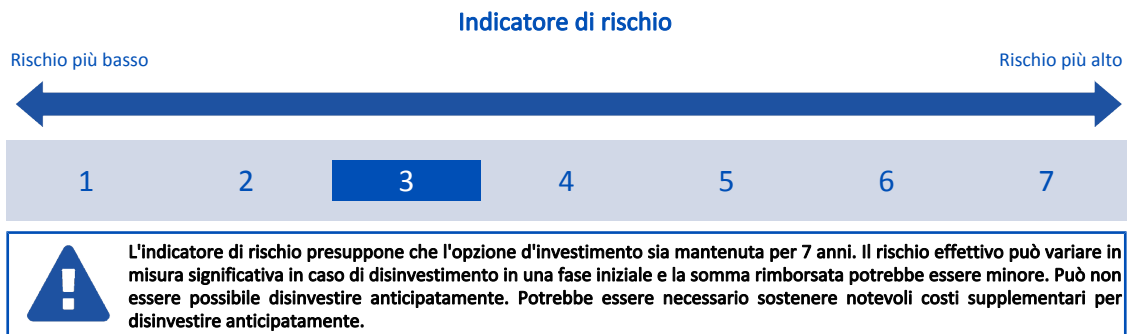 Indicatore di rischio
Rischio più basso
Rischio più alto
1 2 3 4 5 6 7
L'indicatore di rischio presuppone che l'opzione d'investimento sia mantenuta per 7 anni. Il rischio effettivo può variare in
misura significativa in caso di disinvestimento in una fase iniziale e la somma rimborsata potrebbe essere minore. Può non
essere possibile disinvestire anticipatamente. Potrebbe essere necessario sostenere notevoli costi supplementari per
disinvestire anticipatamente.